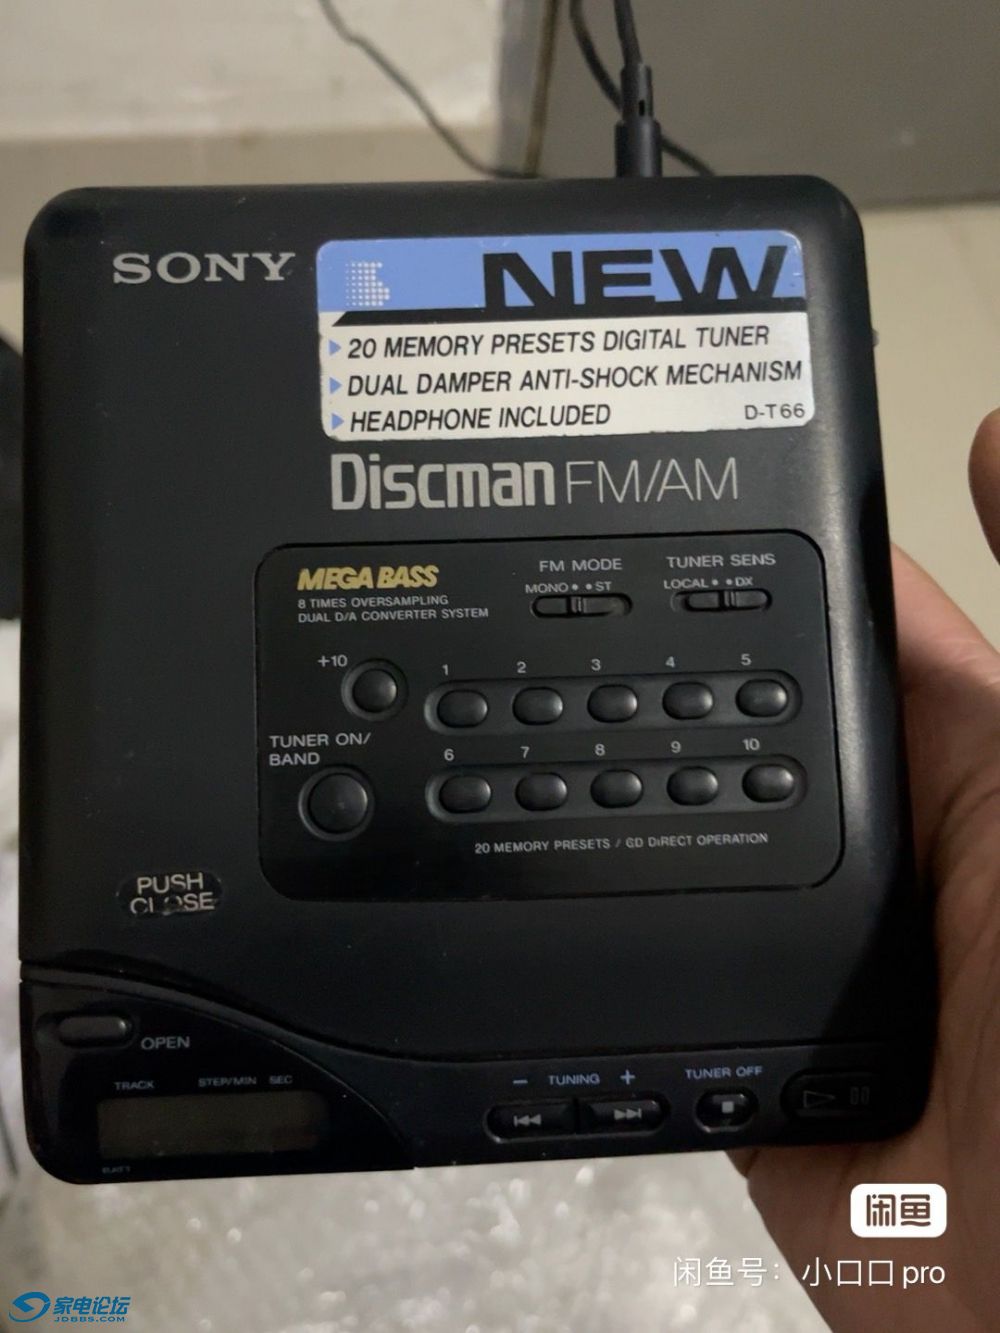 SONY
NEW
20 MEMORY PRESETS DIGITAL TUNER
DUAL DAMPER ANTI-SHOCK MECHANISM
HEADPHONE INCLUDED D-T66
Discman FM/AM
MEGA BASS
8 TIMES OVERSAMPLING
DUAL D/A CONVERTER SYSTEM
FM MODE
MONO ST
TUNER SENS
LOCAL DX
+10
1 2 3 4 5
TUNER ON/
BAND
6 7 8 9 10
20 MEMORY PRESETS / CD DIRECT OPERATION
PUSH
CLOSE
OPEN
TRACK STEP/MIN SEC
BATT
− TUNING +
TUNER OFF
闲鱼
闲鱼号：小口口pro
家电论坛
JDBBS.COM